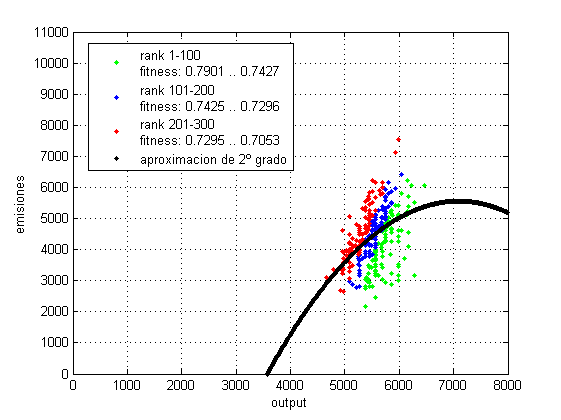 11000
10000
9000
8000
7000
6000
5000
4000
3000
2000
1000
0
emisiones
rank 1-100
fitness: 0.7901 .. 0.7427
rank 101-200
fitness: 0.7425 .. 0.7296
rank 201-300
fitness: 0.7295 .. 0.7053
aproximacion de 2º grado
0 1000 2000 3000 4000 5000 6000 7000 8000
output